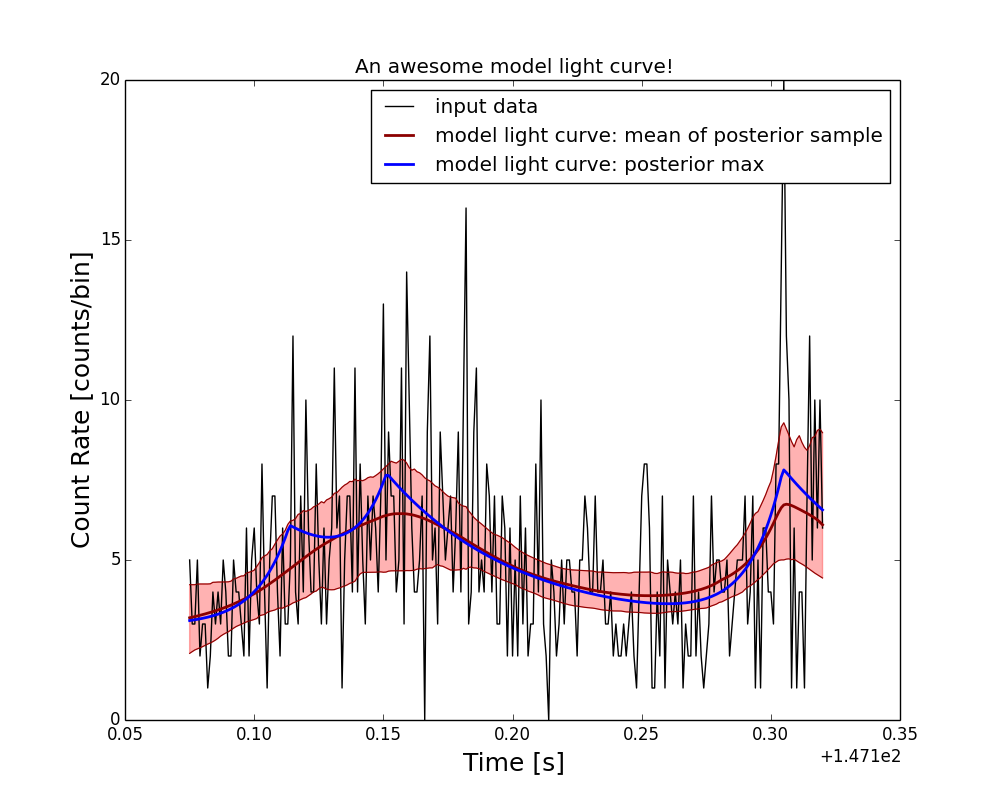 An awesome model light curve!
input data
model light curve: mean of posterior sample
model light curve: posterior max
Count Rate [counts/bin]
20
15
10
5
0
0.05 0.10 0.15 0.20 0.25 0.30 0.35
Time [s]
+1.471e2